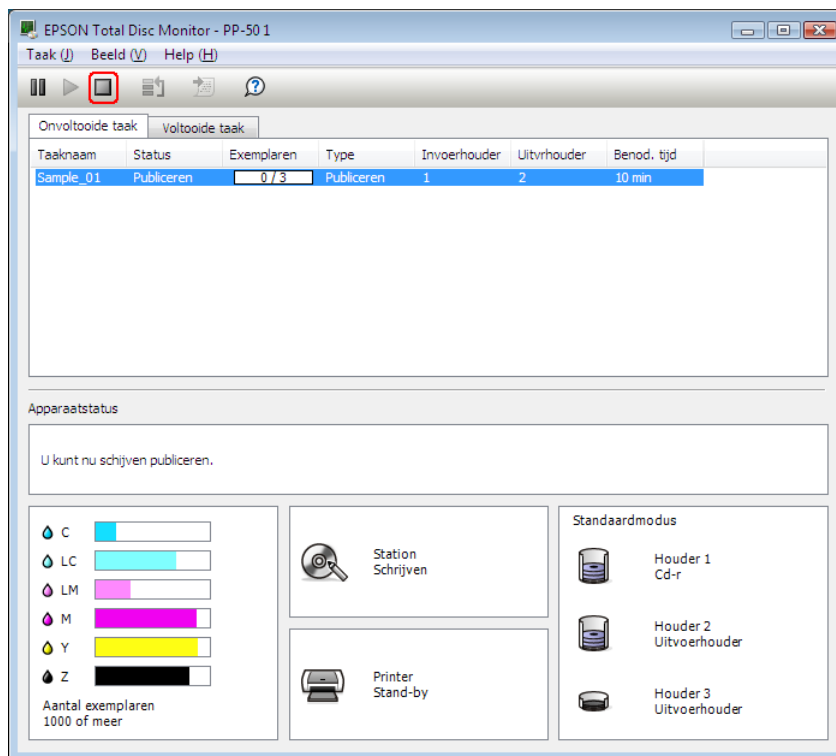 EPSON Total Disc Monitor - PP-50 1
Taak (J) Beeld (V) Help (H)
Onvoltooide taak Voltooide taak
Taaknaam Status Exemplaren Type Invoerhouder Uitvrhouder Benod. tijd
Sample_01 Publiceren 0 / 3 Publiceren 1 2 10 min
Apparaatstatus
U kunt nu schijven publiceren.
C
LC
LM
M
Y
Z
Aantal exemplaren
1000 of meer
Station
Schrijven
Printer
Stand-by
Standaardmodus
Houder 1
Cd-r
Houder 2
Uitvoerhouder
Houder 3
Uitvoerhouder